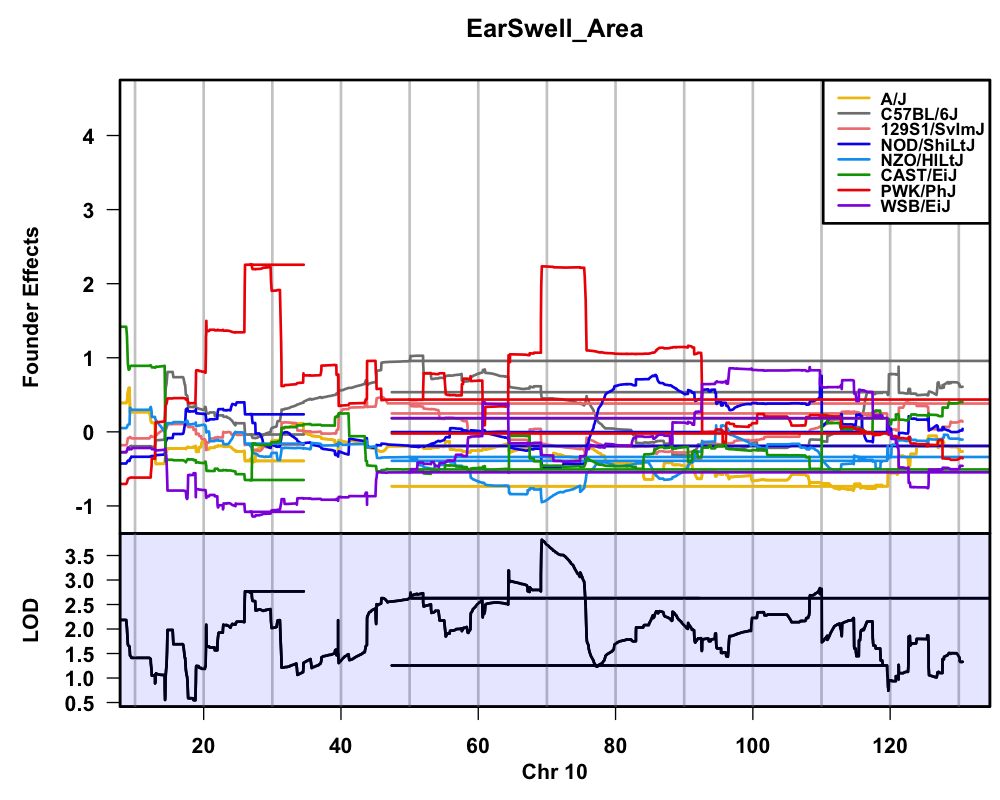 EarSwell_Area
A/J
C57BL/6J
129S1/SvImJ
NOD/ShiLtJ
NZO/HlLtJ
CAST/EiJ
PWK/PhJ
WSB/EiJ
Founder Effects
4
3
2
1
0
-1
LOD
3.5
3.0
2.5
2.0
1.5
1.0
0.5
20 40 60 80 100 120
Chr 10